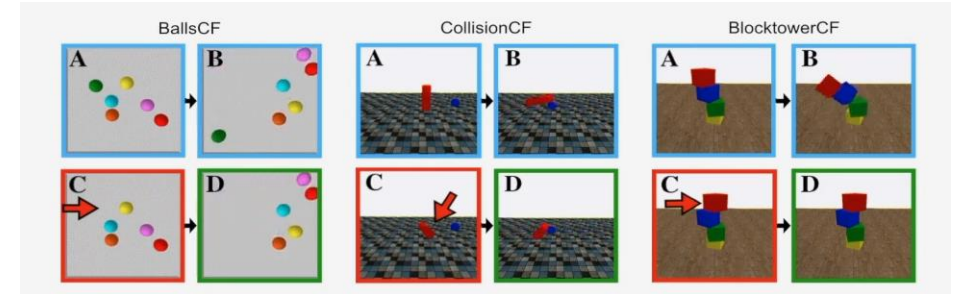 BallsCF CollisionCF BlocktowerCF
A B A B A B
C D C D C D